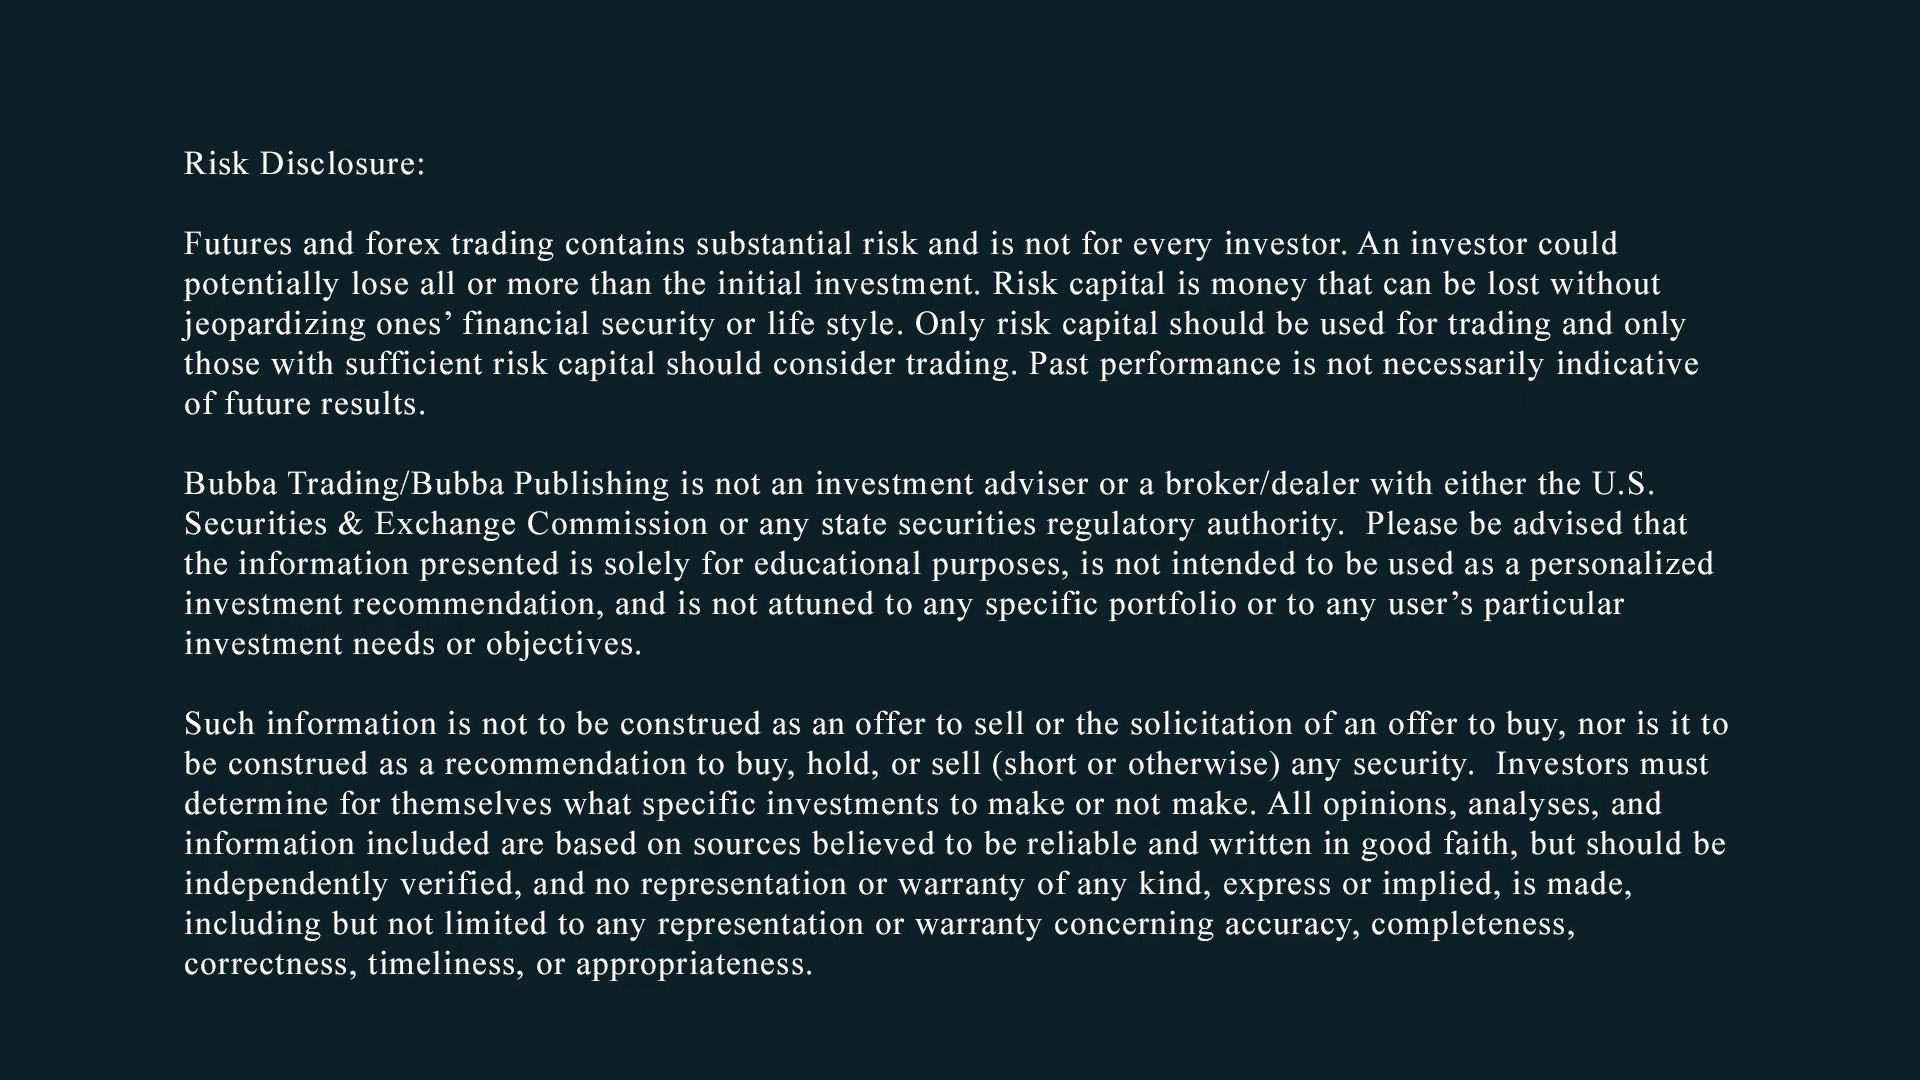 Risk Disclosure:
Futures and forex trading contains substantial risk and is not for every investor. An investor could
potentially lose all or more than the initial investment. Risk capital is money that can be lost without
jeopardizing ones’ financial security or life style. Only risk capital should be used for trading and only
those with sufficient risk capital should consider trading. Past performance is not necessarily indicative
of future results.
Bubba Trading/Bubba Publishing is not an investment adviser or a broker/dealer with either the U.S.
Securities & Exchange Commission or any state securities regulatory authority.  Please be advised that
the information presented is solely for educational purposes, is not intended to be used as a personalized
investment recommendation, and is not attuned to any specific portfolio or to any user’s particular
investment needs or objectives.
Such information is not to be construed as an offer to sell or the solicitation of an offer to buy, nor is it to
be construed as a recommendation to buy, hold, or sell (short or otherwise) any security.  Investors must
determine for themselves what specific investments to make or not make. All opinions, analyses, and
information included are based on sources believed to be reliable and written in good faith, but should be
independently verified, and no representation or warranty of any kind, express or implied, is made,
including but not limited to any representation or warranty concerning accuracy, completeness,
correctness, timeliness, or appropriateness.